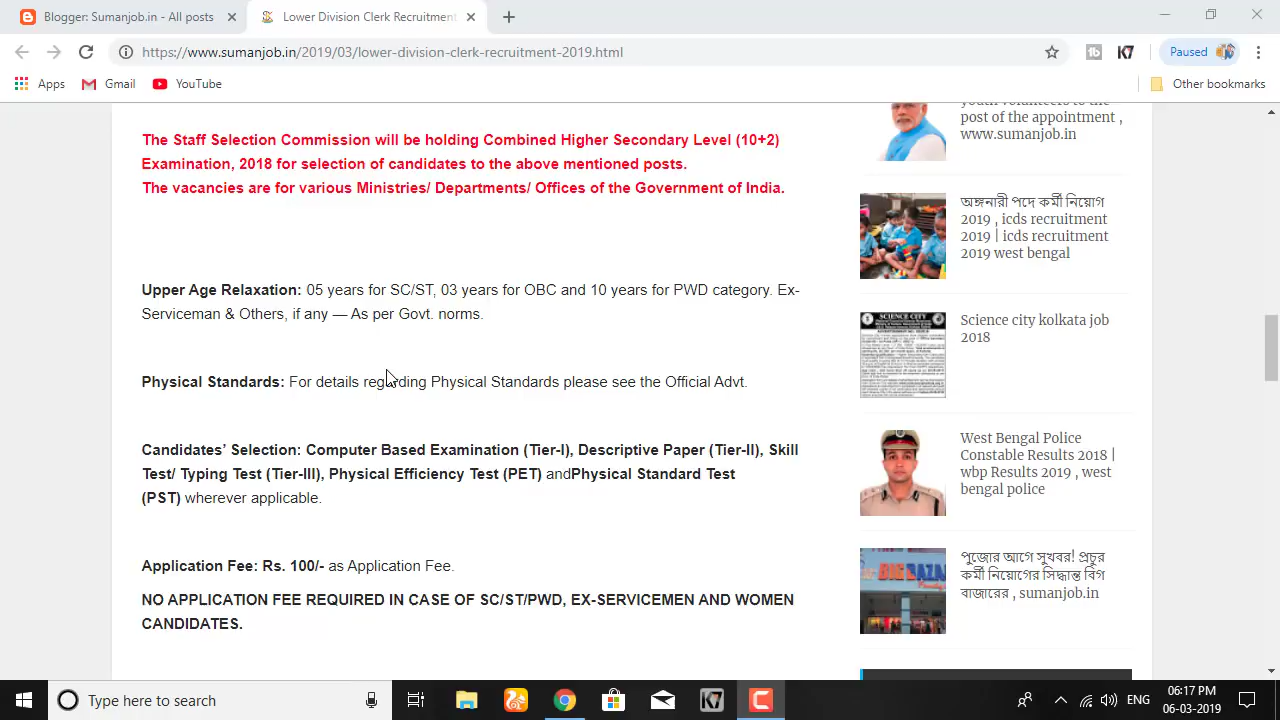 Blogger: Sumanjob.in - All posts
Lower Division Clerk Recruitment
https://www.sumanjob.in/2019/03/lower-division-clerk-recruitment-2019.html
Paused
Apps
Gmail
YouTube
Other bookmarks
The Staff Selection Commission will be holding Combined Higher Secondary Level (10+2)
Examination, 2018 for selection of candidates to the above mentioned posts.
The vacancies are for various Ministries/ Departments/ Offices of the Government of India.
Upper Age Relaxation: 05 years for SC/ST, 03 years for OBC and 10 years for PWD category. Ex-
Serviceman & Others, if any — As per Govt. norms.
Physical Standards: For details regarding Physical Standards please see the Official Advt.
Candidates’ Selection: Computer Based Examination (Tier-I), Descriptive Paper (Tier-II), Skill
Test/ Typing Test (Tier-III), Physical Efficiency Test (PET) andPhysical Standard Test
(PST) wherever applicable.
Application Fee: Rs. 100/- as Application Fee.
NO APPLICATION FEE REQUIRED IN CASE OF SC/ST/PWD, EX-SERVICEMEN AND WOMEN
CANDIDATES.
youth volunteers to the
post of the appointment ,
www.sumanjob.in
অঙ্গনারী পদে কর্মী নিয়োগ
2019 , icds recruitment
2019 | icds recruitment
2019 west bengal
SCIENCE CITY
Science city kolkata job
2018
West Bengal Police
Constable Results 2018 |
wbp Results 2019 , west
bengal police
পুজোর আগে সুখবর! প্রচুর
কর্মী নিয়োগের সিদ্ধান্ত বিগ
বাজারের , sumanjob.in
Type here to search
ENG
06:17 PM
06-03-2019